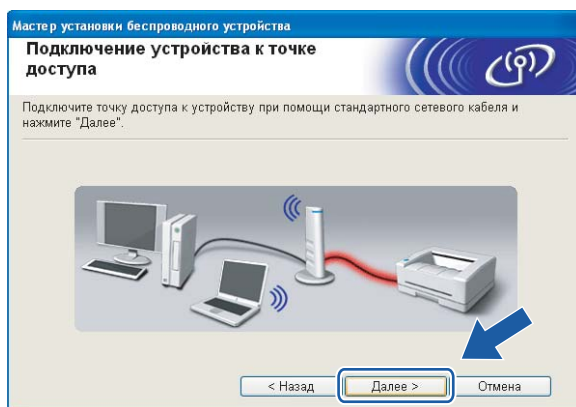 Мастер установки беспроводного устройства
Подключение устройства к точке
доступа
Подключите точку доступа к устройству при помощи стандартного сетевого кабеля и
нажмите "Далее".
< Назад
Далее >
Отмена